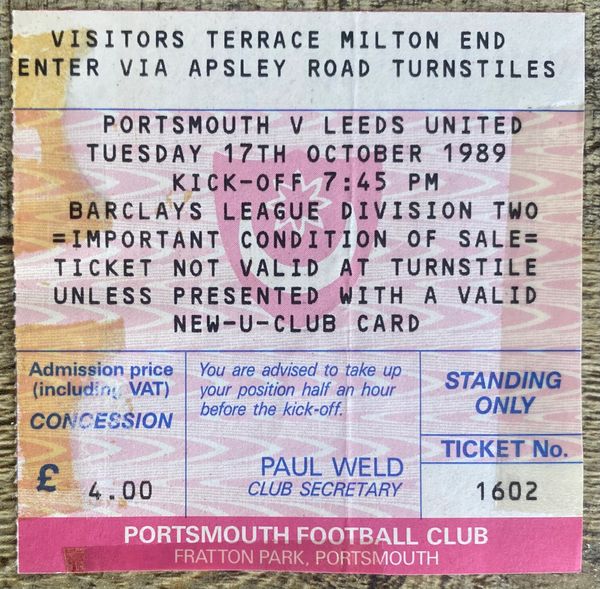 VISITORS TERRACE MILTON END
ENTER VIA APSLEY ROAD TURNSTILES
PORTSMOUTH V LEEDS UNITED
TUESDAY 17TH OCTOBER 1989
KICK-OFF 7:45 PM
BARCLAYS LEAGUE DIVISION TWO
=IMPORTANT CONDITION OF SALE=
TICKET NOT VALID AT TURNSTILE
UNLESS PRESENTED WITH A VALID
NEW-U-CLUB CARD
Admission price
(including VAT)
CONCESSION
£ 4.00
You are advised to take up
your position half an hour
before the kick-off.
PAUL WELD
CLUB SECRETARY
STANDING
ONLY
TICKET No.
1602
PORTSMOUTH FOOTBALL CLUB
FRATTON PARK, PORTSMOUTH